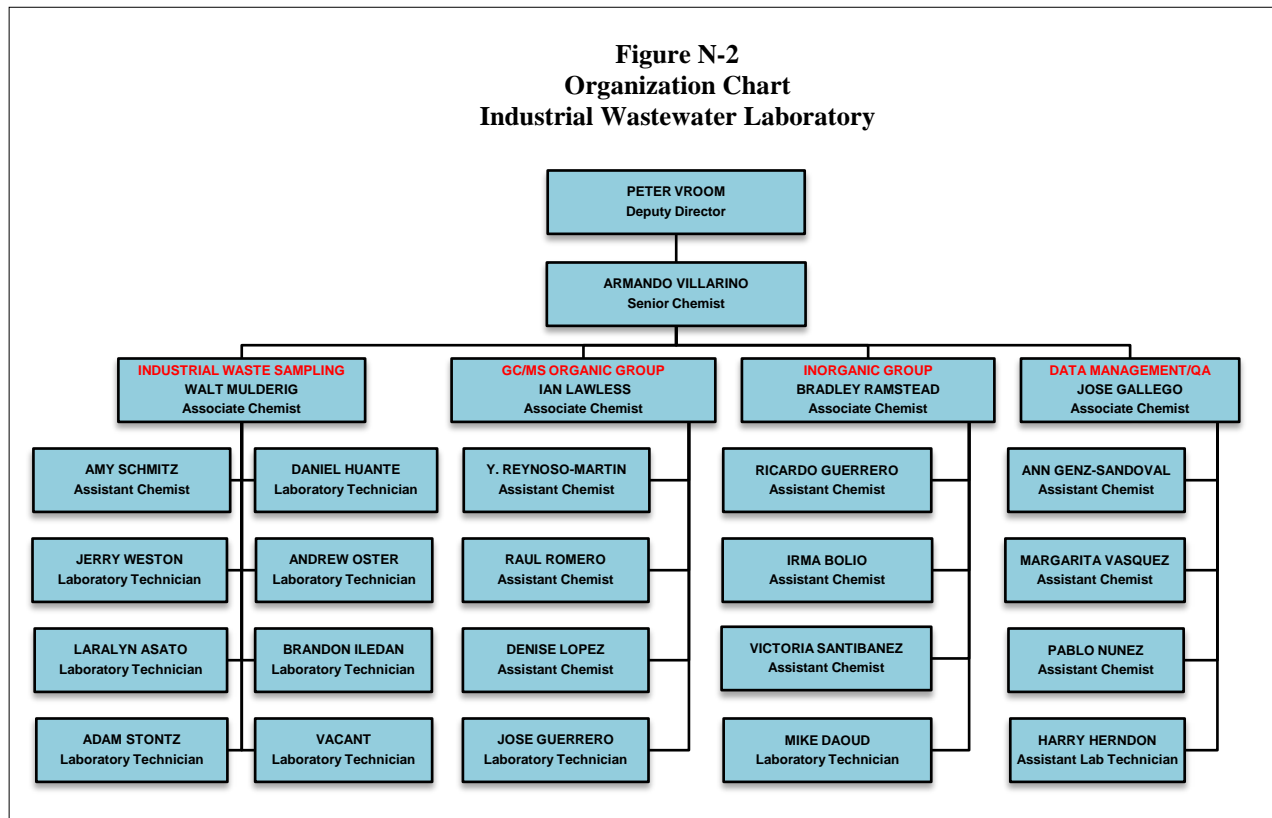 Figure N-2
Organization Chart
Industrial Wastewater Laboratory
PETER VROOM
Deputy Director
ARMANDO VILLARINO
Senior Chemist
INDUSTRIAL WASTE SAMPLING
WALT MULDERIG
Associate Chemist
GC/MS ORGANIC GROUP
IAN LAWLESS
Associate Chemist
INORGANIC GROUP
BRADLEY RAMSTEAD
Associate Chemist
DATA MANAGEMENT/QA
JOSE GALLEGO
Associate Chemist
AMY SCHMITZ
Assistant Chemist
DANIEL HUANTE
Laboratory Technician
Y. REYNOSO-MARTIN
Assistant Chemist
RICARDO GUERRERO
Assistant Chemist
ANN GENZ-SANDOVAL
Assistant Chemist
JERRY WESTON
Laboratory Technician
ANDREW OSTER
Laboratory Technician
RAUL ROMERO
Assistant Chemist
IRMA BOLIO
Assistant Chemist
MARGARITA VASQUEZ
Assistant Chemist
LARALYN ASATO
Laboratory Technician
BRANDON ILEDAN
Laboratory Technician
DENISE LOPEZ
Assistant Chemist
VICTORIA SANTIBANEZ
Assistant Chemist
PABLO NUNEZ
Assistant Chemist
ADAM STONTZ
Laboratory Technician
VACANT
Laboratory Technician
JOSE GUERRERO
Laboratory Technician
MIKE DAOUD
Laboratory Technician
HARRY HERNDON
Assistant Lab Technician